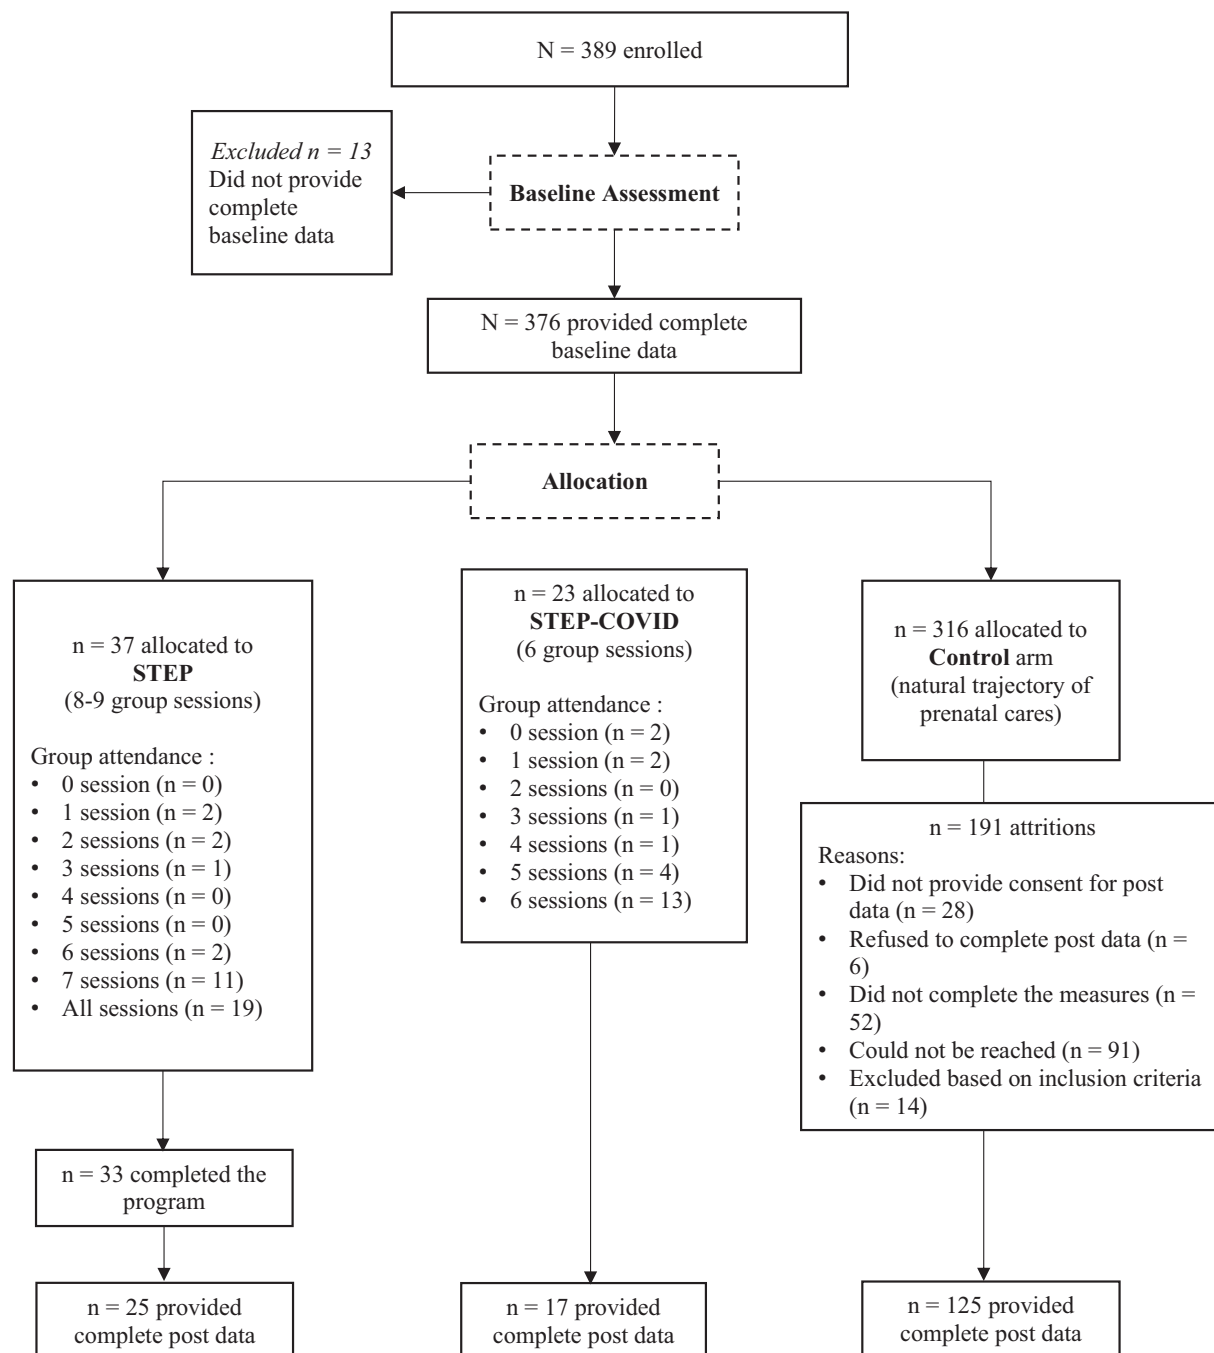 N = 389 enrolled
Excluded n = 13
Did not provide
complete
baseline data
Baseline Assessment
N = 376 provided complete
baseline data
Allocation
n = 37 allocated to
STEP
(8-9 group sessions)
Group attendance :
• 0 session (n = 0)
• 1 session (n = 2)
• 2 sessions (n = 2)
• 3 sessions (n = 1)
• 4 sessions (n = 0)
• 5 sessions (n = 0)
• 6 sessions (n = 2)
• 7 sessions (n = 11)
• All sessions (n = 19)
n = 33 completed the
program
n = 25 provided
complete post data
n = 23 allocated to
STEP-COVID
(6 group sessions)
Group attendance :
• 0 session (n = 2)
• 1 session (n = 2)
• 2 sessions (n = 0)
• 3 sessions (n = 1)
• 4 sessions (n = 1)
• 5 sessions (n = 4)
• 6 sessions (n = 13)
n = 17 provided
complete post data
n = 316 allocated to
Control arm
(natural trajectory of
prenatal cares)
n = 191 attritions
Reasons:
• Did not provide consent for post
data (n = 28)
• Refused to complete post data (n =
6)
• Did not complete the measures (n =
52)
• Could not be reached (n = 91)
• Excluded based on inclusion criteria
(n = 14)
n = 125 provided
complete post data